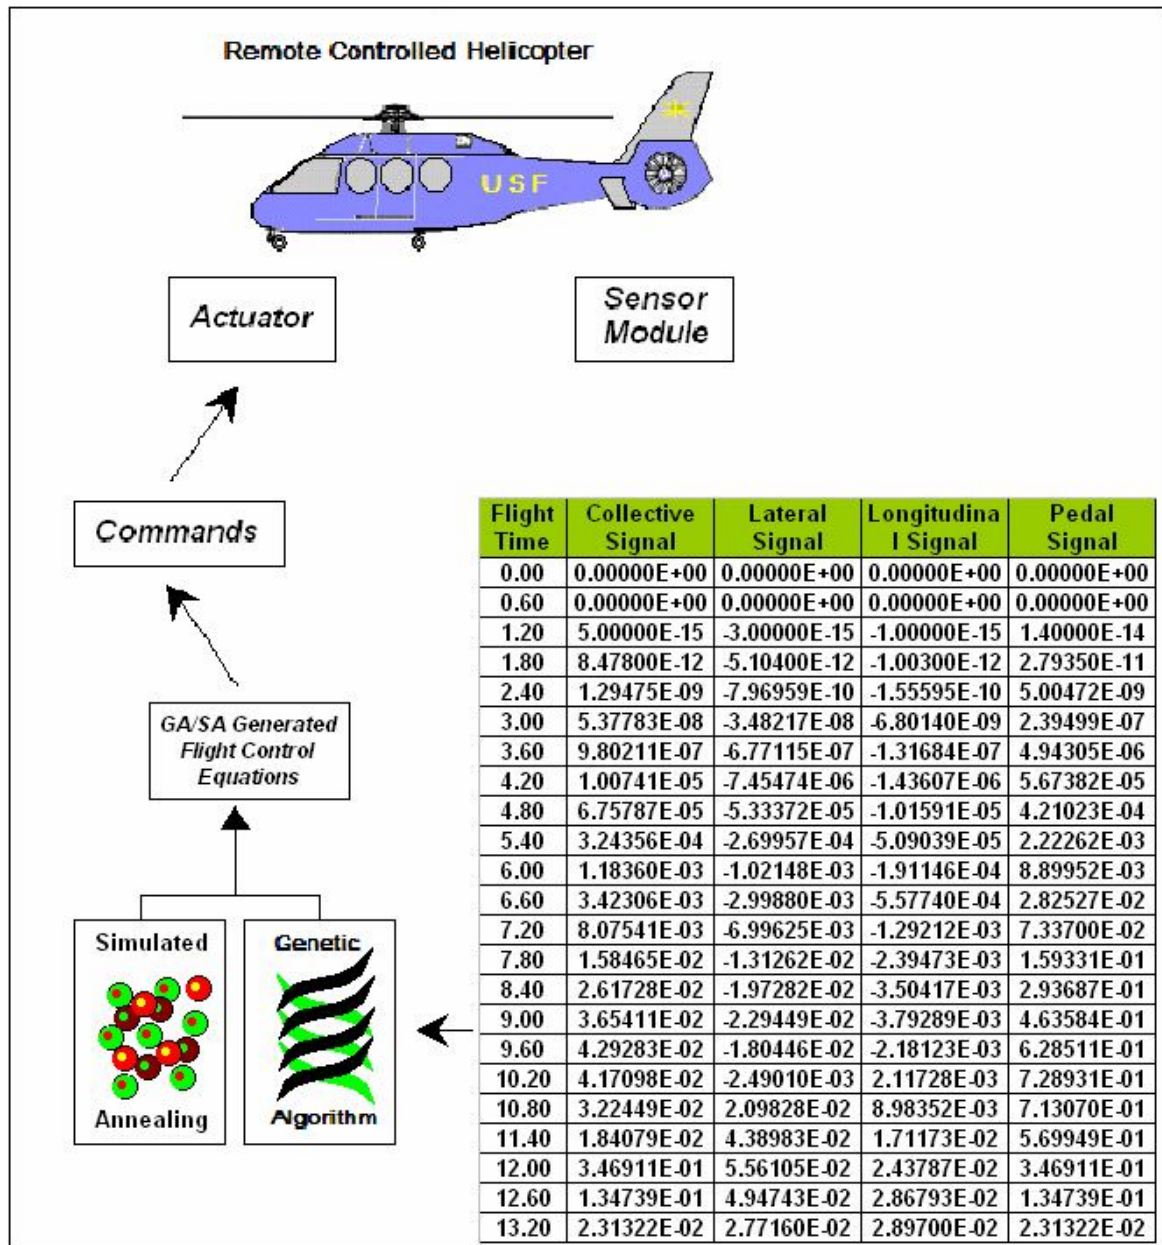 Remote Controlled Helicopter
USF
Actuator
Sensor
Module
Commands
GA/SA Generated
Flight Control
Equations
Simulated
Annealing
Genetic
Algorithm
Flight Collective Lateral Longitudina Pedal
Time Signal Signal l Signal Signal
0.00 0.00000E+00 0.00000E+00 0.00000E+00 0.00000E+00
0.60 0.00000E+00 0.00000E+00 0.00000E+00 0.00000E+00
1.20 5.00000E-15 -3.00000E-15 -1.00000E-15 1.40000E-14
1.80 8.47800E-12 -5.10400E-12 -1.00300E-12 2.79350E-11
2.40 1.29475E-09 -7.96959E-10 -1.55595E-10 5.00472E-09
3.00 5.37783E-08 -3.48217E-08 -6.80140E-09 2.39499E-07
3.60 9.80211E-07 -6.77115E-07 -1.31684E-07 4.94305E-06
4.20 1.00741E-05 -7.45474E-06 -1.43607E-06 5.67382E-05
4.80 6.75787E-05 -5.33372E-05 -1.01591E-05 4.21023E-04
5.40 3.24356E-04 -2.69957E-04 -5.09039E-05 2.22262E-03
6.00 1.18360E-03 -1.02148E-03 -1.91146E-04 8.89952E-03
6.60 3.42306E-03 -2.99880E-03 -5.57740E-04 2.82527E-02
7.20 8.07541E-03 -6.99625E-03 -1.29212E-03 7.33700E-02
7.80 1.58465E-02 -1.31262E-02 -2.39473E-03 1.59331E-01
8.40 2.61728E-02 -1.97282E-02 -3.50417E-03 2.93687E-01
9.00 3.65411E-02 -2.29449E-02 -3.79289E-03 4.63584E-01
9.60 4.29283E-02 -1.80446E-02 -2.18123E-03 6.28511E-01
10.20 4.17098E-02 -2.49010E-03 2.11728E-03 7.28931E-01
10.80 3.22449E-02 2.09828E-02 8.98352E-03 7.13070E-01
11.40 1.84079E-02 4.38983E-02 1.71173E-02 5.69949E-01
12.00 3.46911E-01 5.56105E-02 2.43787E-02 3.46911E-01
12.60 1.34739E-01 4.94743E-02 2.86793E-02 1.34739E-01
13.20 2.31322E-02 2.77160E-02 2.89700E-02 2.31322E-02